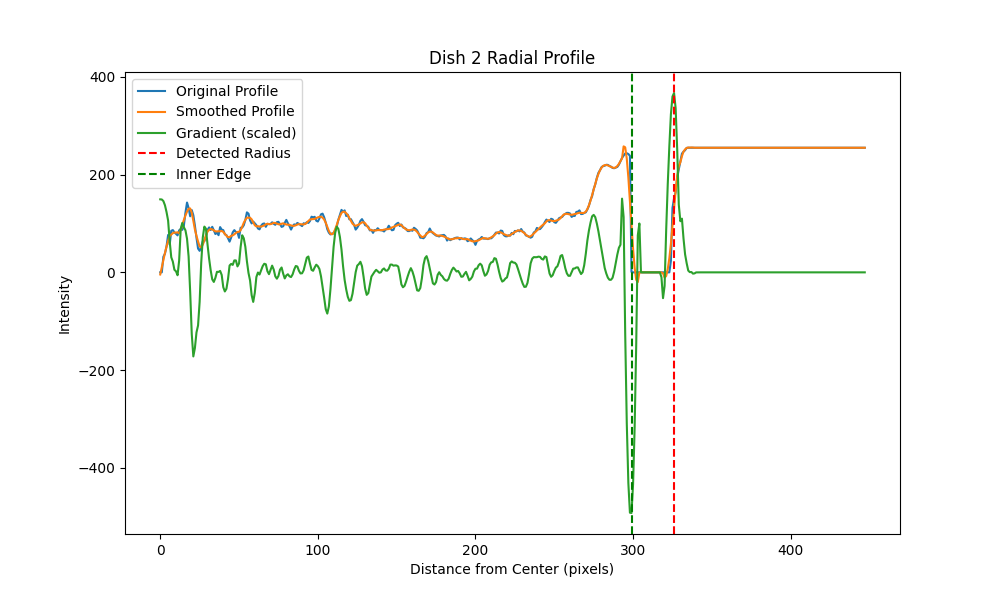 Dish 2 Radial Profile
400
200
0
−200
−400
Intensity
Original Profile
Smoothed Profile
Gradient (scaled)
Detected Radius
Inner Edge
0 100 200 300 400
Distance from Center (pixels)